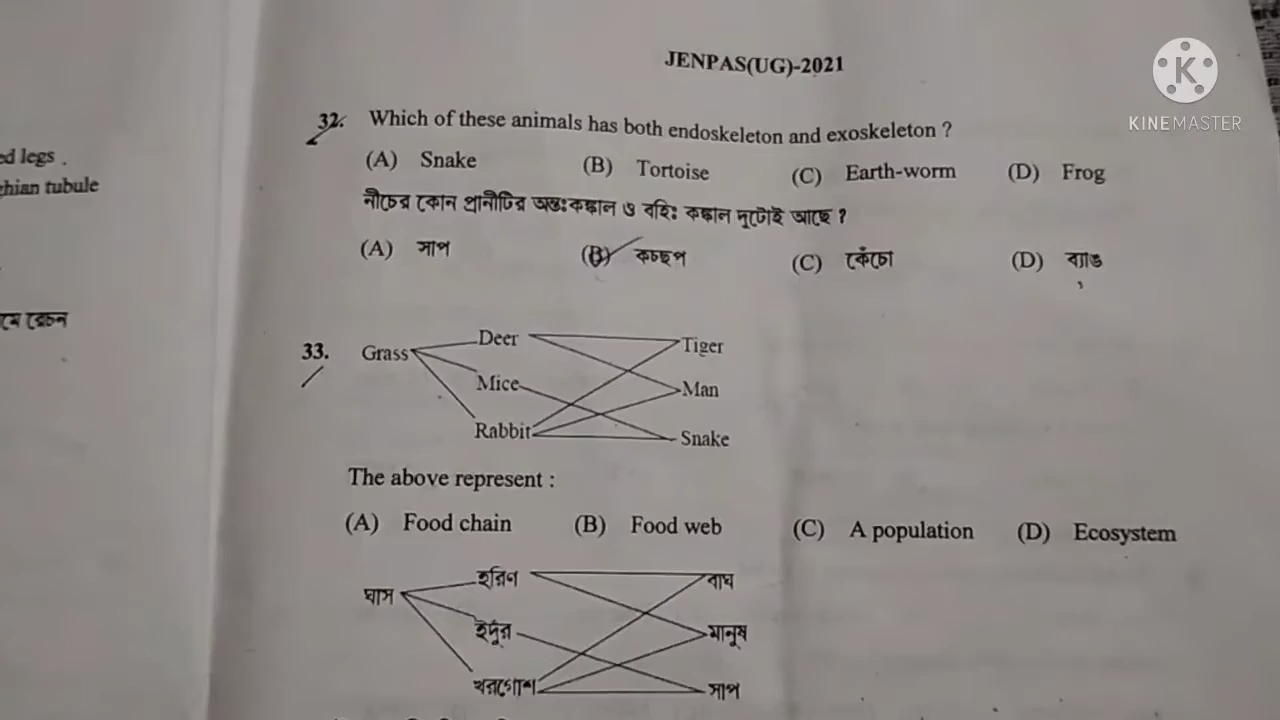 JENPAS(UG)-2021
KINEMASTER
ed legs .
ghian tubule
32. Which of these animals has both endoskeleton and exoskeleton ?
(A) Snake (B) Tortoise (C) Earth-worm (D) Frog
নীচের কোন প্রানীটির অন্তঃকঙ্কাল ও বহিঃ কঙ্কাল দুটোই আছে ?
(A) সাপ (B) কচ্ছপ (C) কেঁচো (D) ব্যাঙ
33. Grass Deer Tiger
Mice Man
Rabbit Snake
The above represent :
(A) Food chain (B) Food web (C) A population (D) Ecosystem
ঘাস হরিণ বাঘ
ইঁদুর মানুষ
খরগোশ সাপ